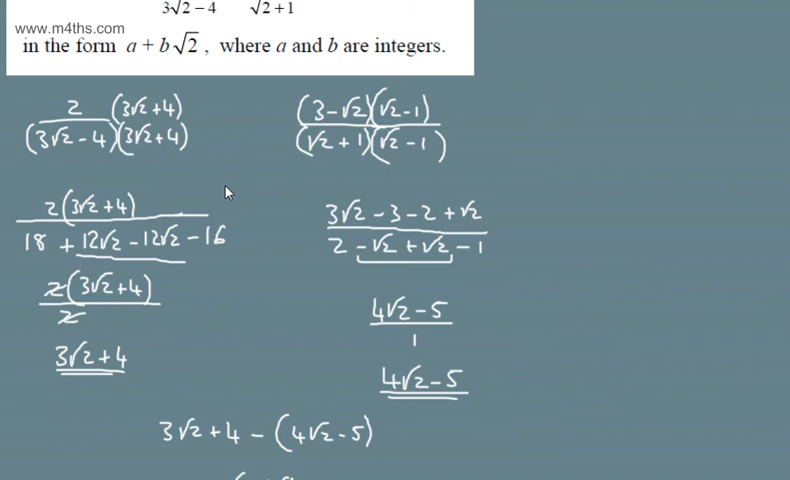 3√2 − 4 √2 + 1
www.m4ths.com
in the form a + b√2 , where a and b are integers.
2 (3√2 + 4)
(3√2 − 4)(3√2 + 4)
(3 − √2)(√2 − 1)
(√2 + 1)(√2 − 1)
2(3√2 + 4)
18 + 12√2 − 12√2 − 16
3√2 − 3 − 2 + √2
2 − √2 + √2 − 1
2(3√2 + 4)
2
4√2 − 5
1
3√2 + 4
4√2 − 5
3√2 + 4 − (4√2 − 5)